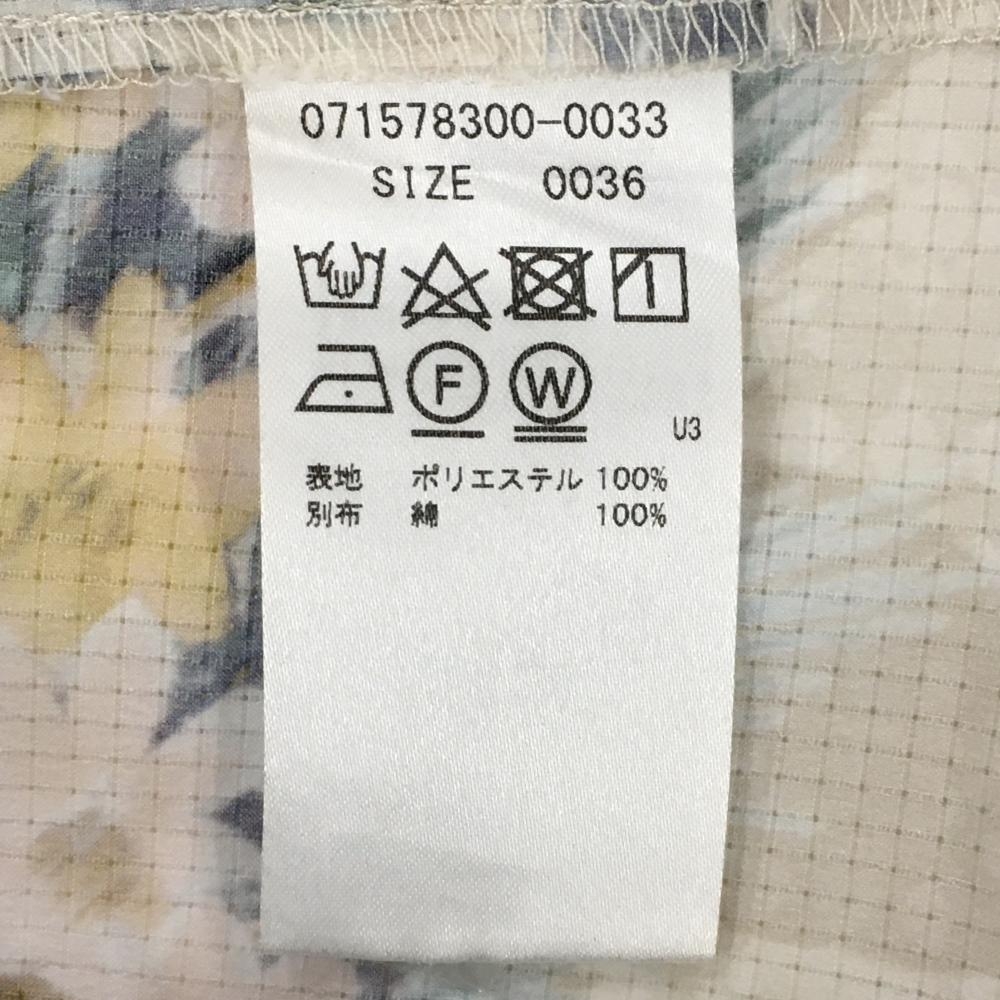 071578300-0033
SIZE 0036
F W
U3
表地 ポリエステル 100%
別布 綿 100%